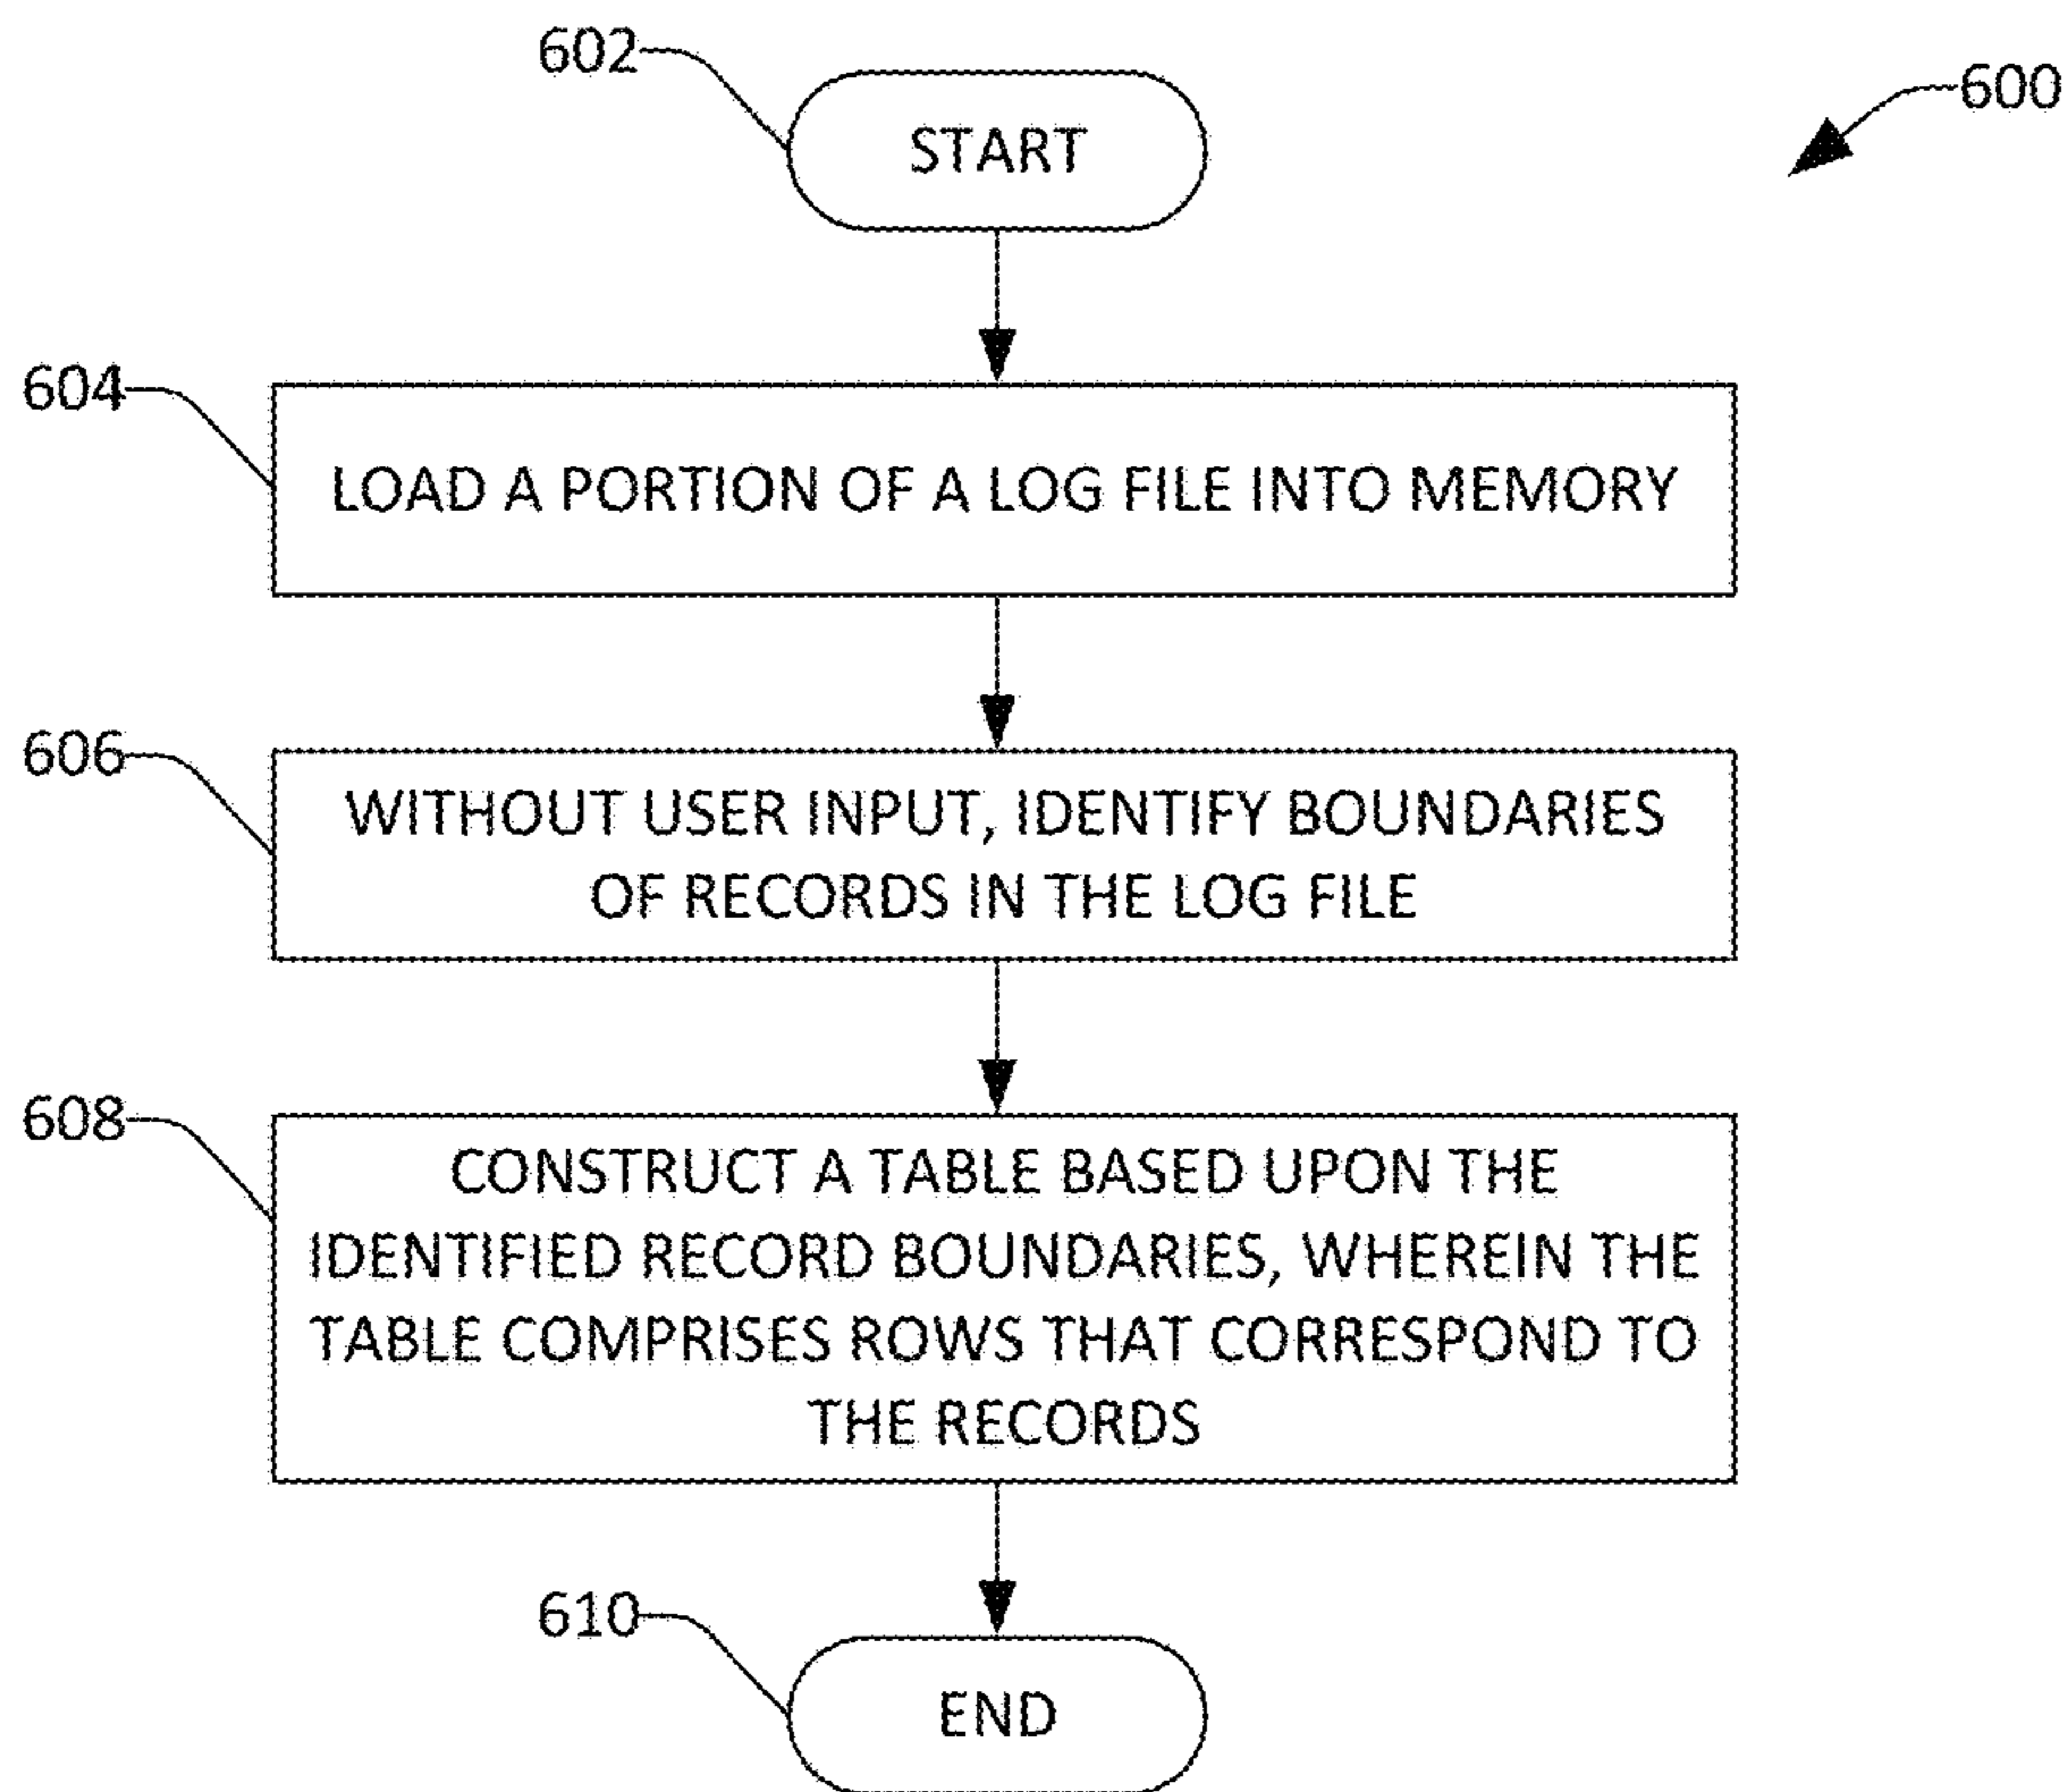 602
START
600
604
LOAD A PORTION OF A LOG FILE INTO MEMORY
606
WITHOUT USER INPUT, IDENTIFY BOUNDARIES
OF RECORDS IN THE LOG FILE
608
CONSTRUCT A TABLE BASED UPON THE
IDENTIFIED RECORD BOUNDARIES, WHEREIN THE
TABLE COMPRISES ROWS THAT CORRESPOND TO
THE RECORDS
610
END